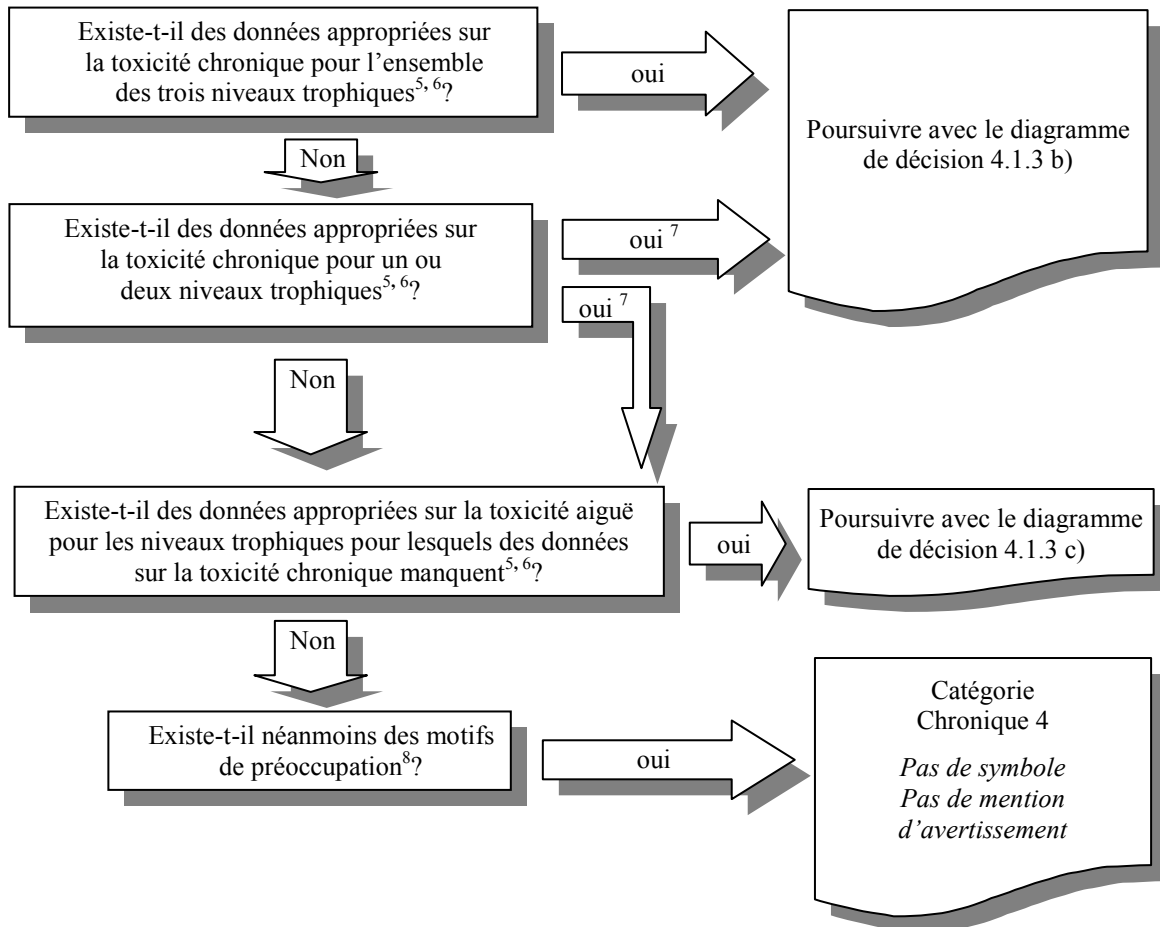 Existe-t-il des données appropriées sur
la toxicité chronique pour l’ensemble
des trois niveaux trophiques5, 6?
oui
Poursuivre avec le diagramme
de décision 4.1.3 b)
Non
Existe-t-il des données appropriées sur
la toxicité chronique pour un ou
deux niveaux trophiques5, 6?
oui 7
oui 7
Non
Existe-t-il des données appropriées sur la toxicité aiguë
pour les niveaux trophiques pour lesquels des données
sur la toxicité chronique manquent5, 6?
oui
Poursuivre avec le diagramme
de décision 4.1.3 c)
Non
Existe-t-il néanmoins des motifs
de préoccupation8?
oui
Catégorie
Chronique 4
Pas de symbole
Pas de mention
d’avertissement